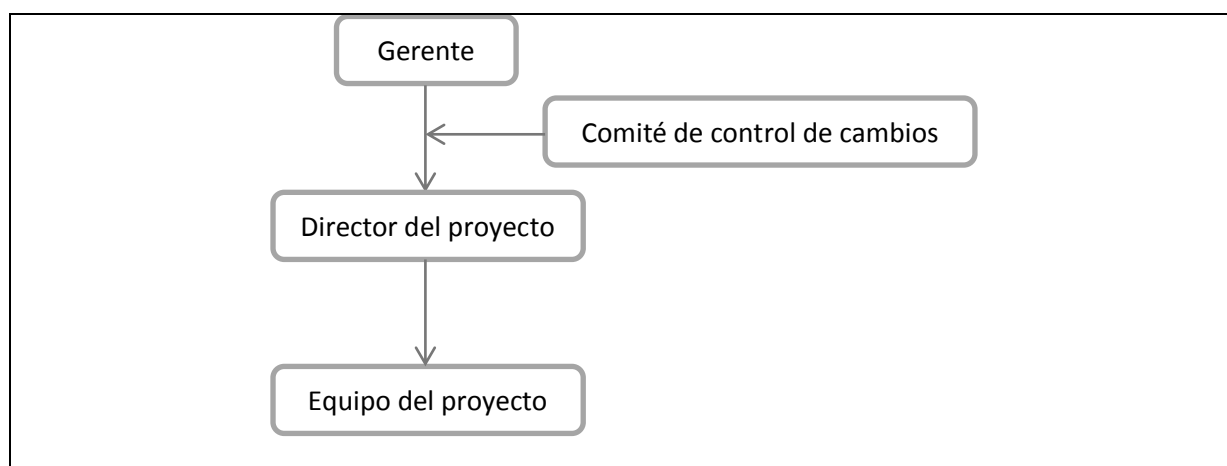 Gerente
Comité de control de cambios
Director del proyecto
Equipo del proyecto